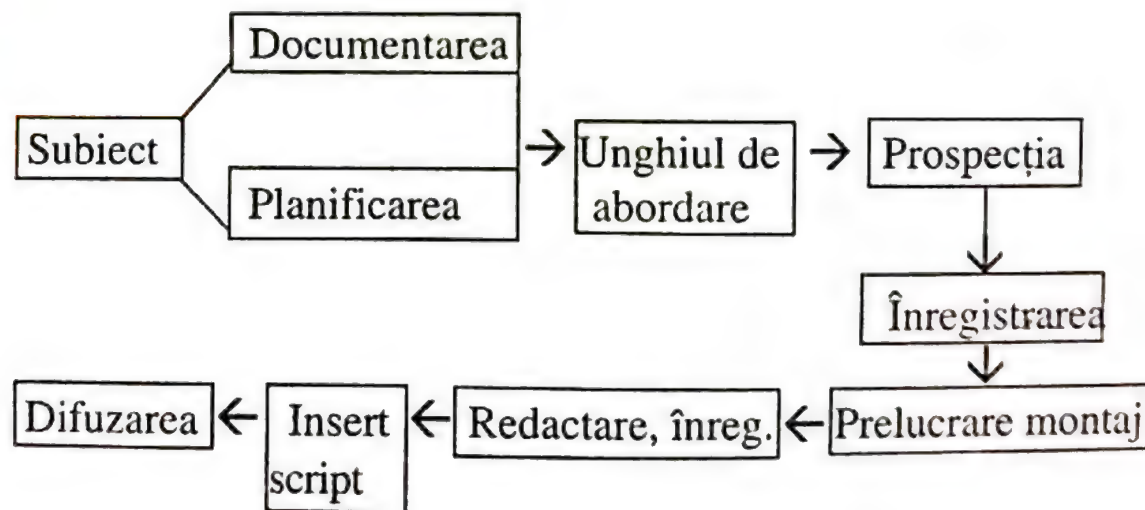 Documentarea
Subiect
Planificarea
Unghiul de
abordare
Prospecția
Înregistrarea
Prelucrare montaj
Redactare, înreg.
Insert
script
Difuzarea